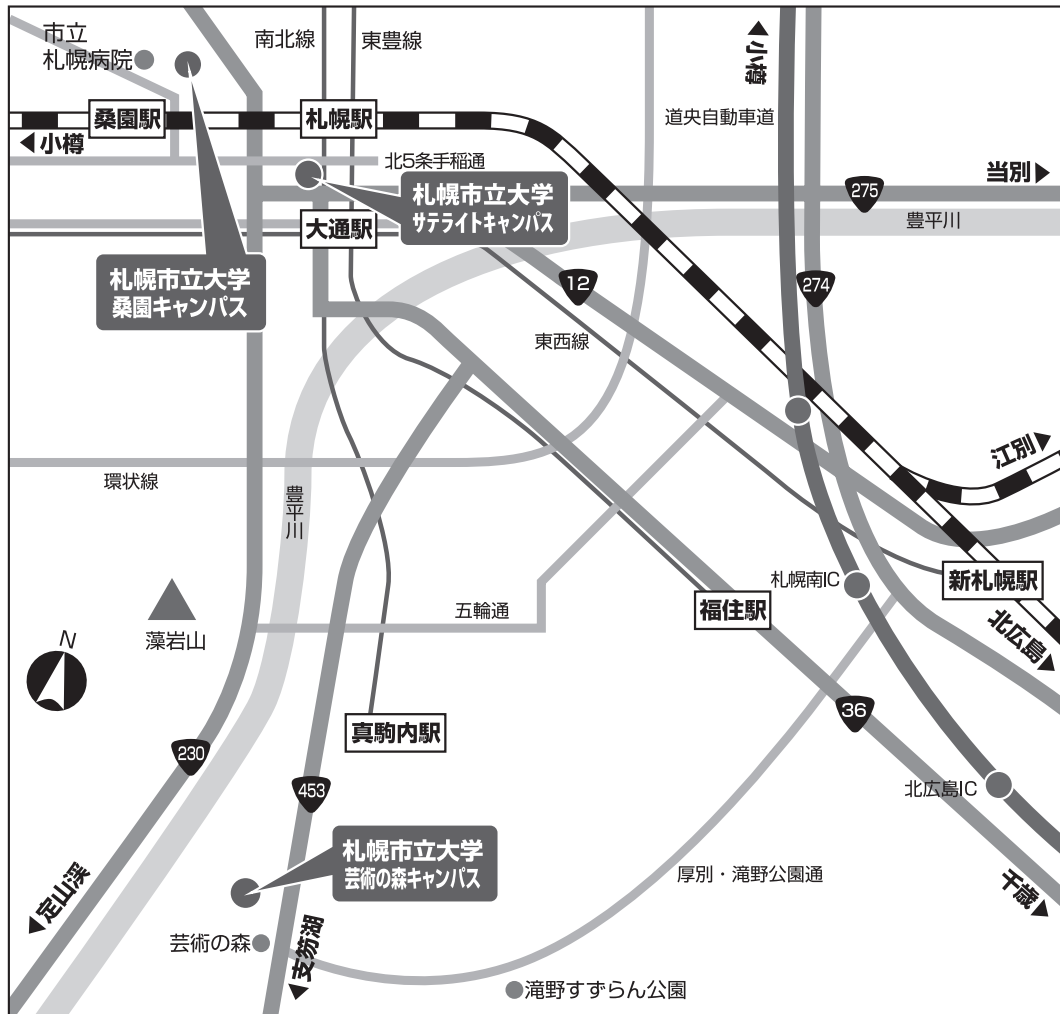 市立
札幌病院
南北線
東豊線
◀小樽
道央自動車道
桑園駅
札幌駅
◀小樽
北5条手稲通
当別▶
275
札幌市立大学
サテライトキャンパス
大通駅
豊平川
札幌市立大学
桑園キャンパス
12
274
東西線
江別▶
環状線
豊平川
札幌南IC
新札幌駅
福住駅
五輪通
藻岩山
北広島▶
N
真駒内駅
36
230
453
北広島IC
札幌市立大学
芸術の森キャンパス
厚別・滝野公園通
千歳▶
◀定山渓
芸術の森
◀支笏湖
滝野すずらん公園